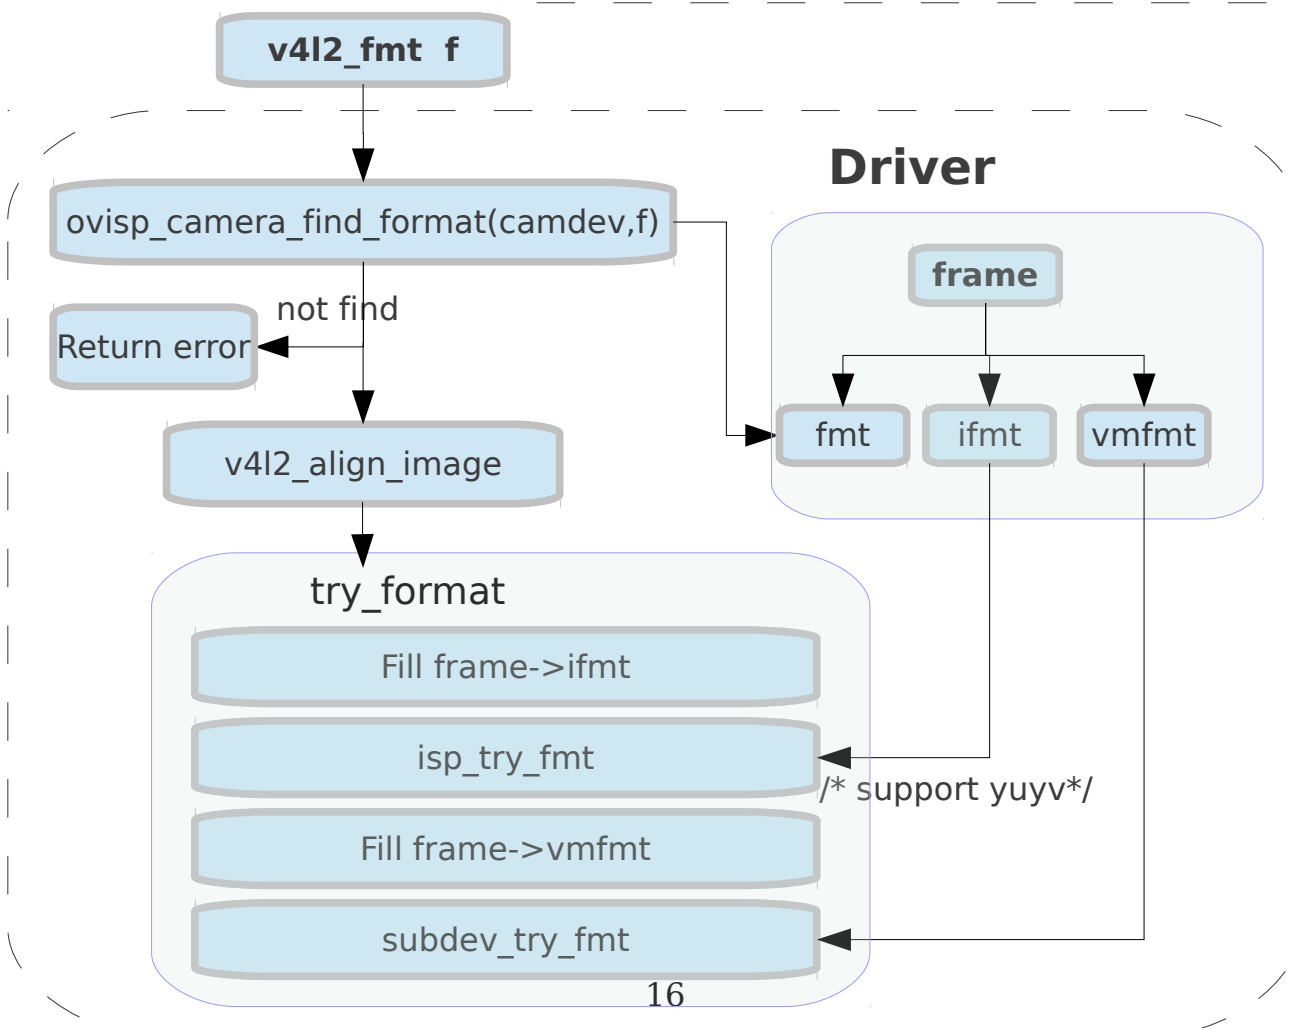 v4l2_fmt  f
Driver
ovisp_camera_find_format(camdev,f)
frame
not find
Return error
fmt
ifmt
vmfmt
v4l2_align_image
try_format
Fill frame->ifmt
isp_try_fmt
/* support yuyv*/
Fill frame->vmfmt
subdev_try_fmt
16